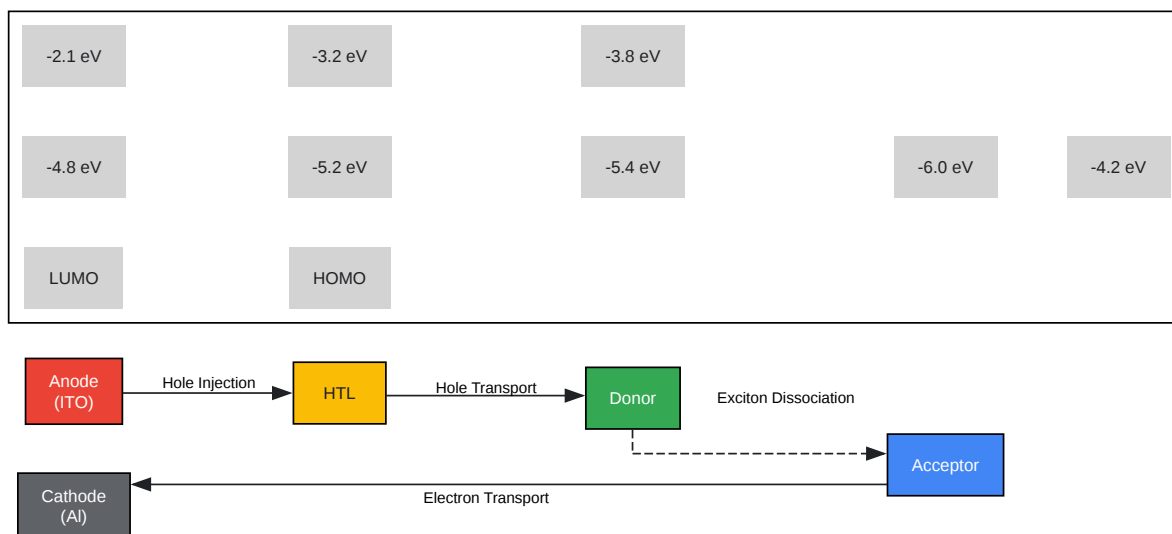 -2.1 eV
-3.2 eV
-3.8 eV
-4.8 eV
-5.2 eV
-5.4 eV
-6.0 eV
-4.2 eV
LUMO
HOMO
Anode
(ITO)
Hole Injection
HTL
Hole Transport
Donor
Exciton Dissociation
Acceptor
Cathode
(Al)
Electron Transport